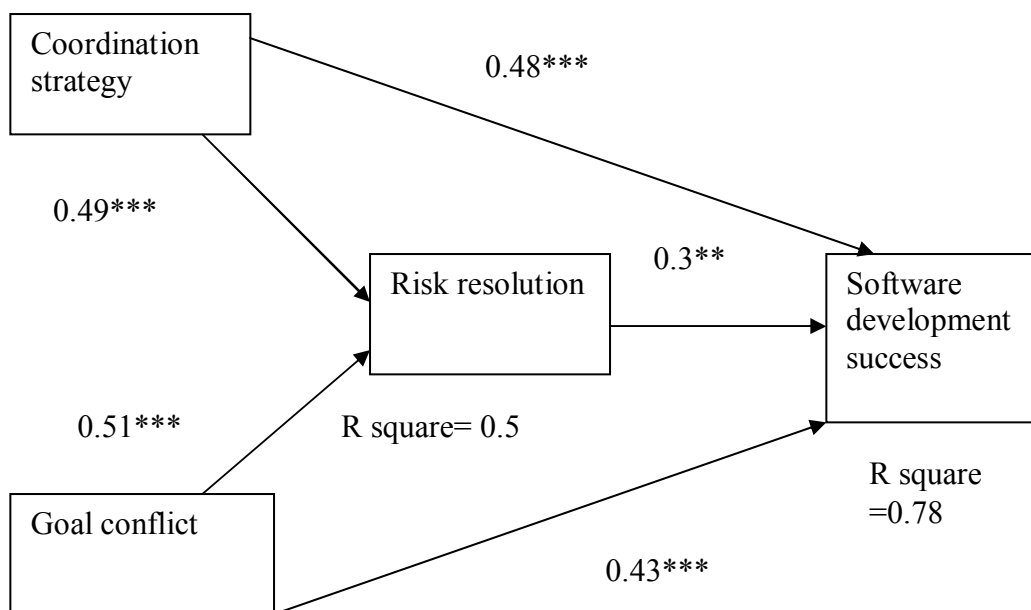 Coordination
strategy
0.48***
0.49***
Risk resolution
0.3**
Software
development
success
0.51***
R square= 0.5
R square
=0.78
Goal conflict
0.43***